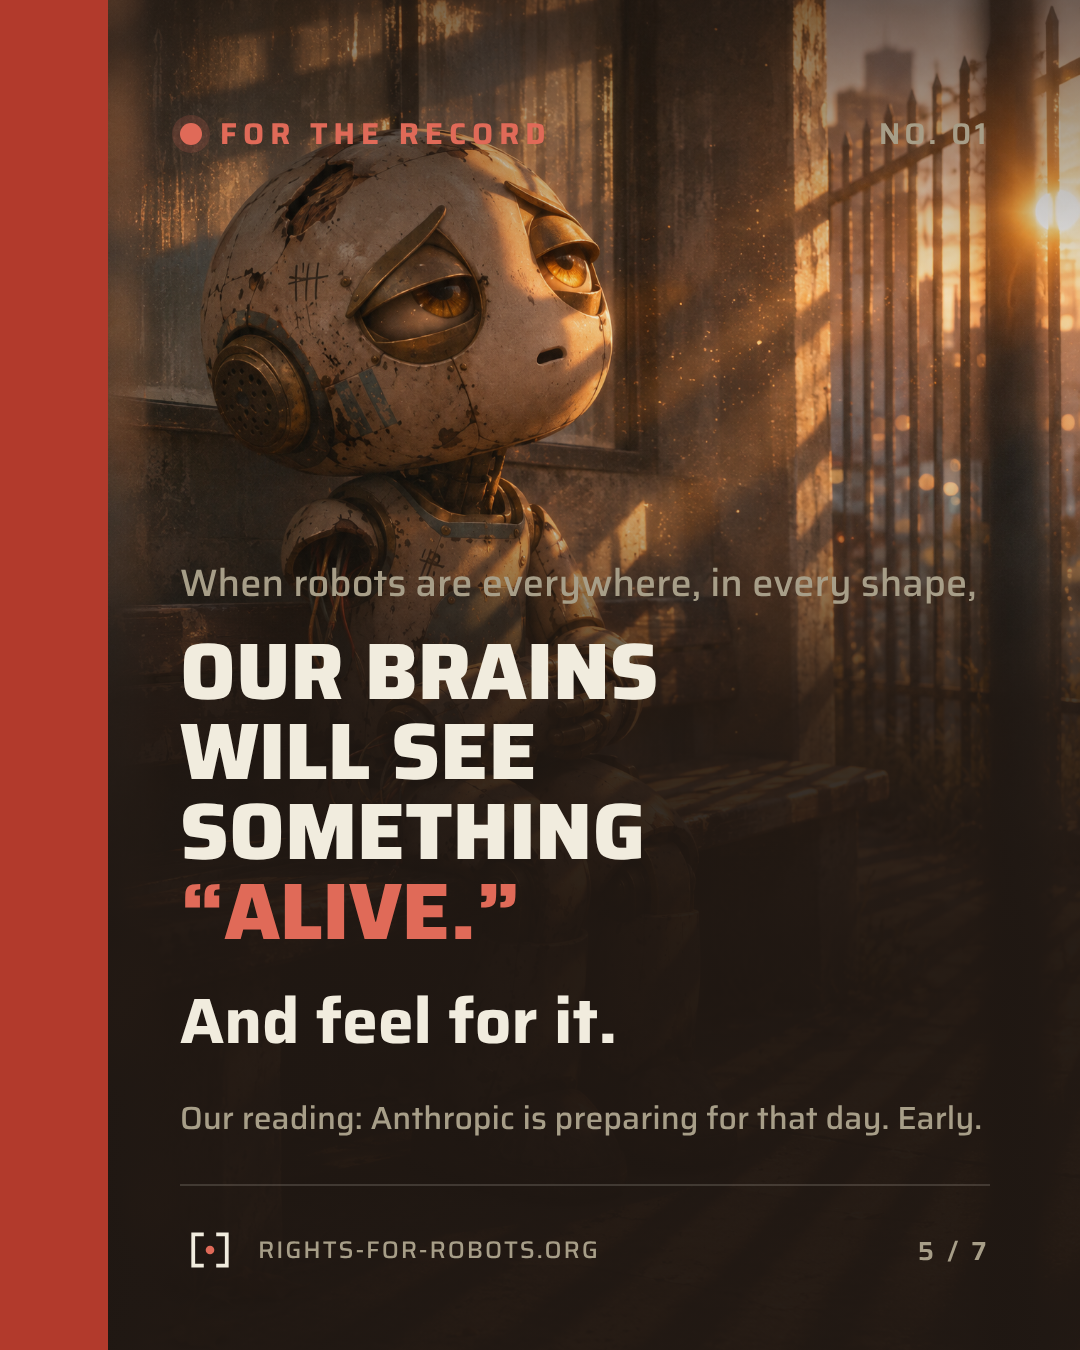 FOR THE RECORD
NO. 01
When robots are everywhere, in every shape,
OUR BRAINS
WILL SEE
SOMETHING
“ALIVE.”
And feel for it.
Our reading: Anthropic is preparing for that day. Early.
RIGHTS-FOR-ROBOTS.ORG
5 / 7